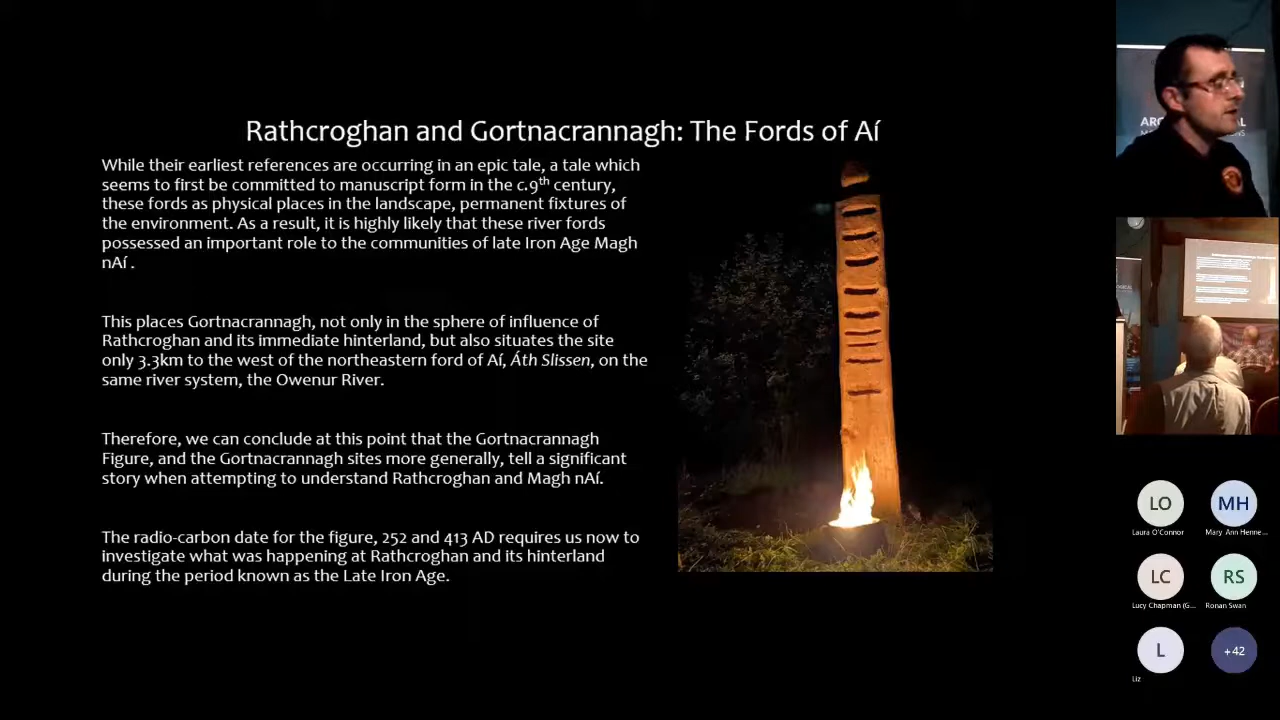 Rathcroghan and Gortnacrannagh: The Fords of Aí
While their earliest references are occurring in an epic tale, a tale which
seems to first be committed to manuscript form in the c.9th century,
these fords as physical places in the landscape, permanent fixtures of
the environment. As a result, it is highly likely that these river fords
possessed an important role to the communities of late Iron Age Magh
nAí .
This places Gortnacrannagh, not only in the sphere of influence of
Rathcroghan and its immediate hinterland, but also situates the site
only 3.3km to the west of the northeastern ford of Aí, Áth Slissen, on the
same river system, the Owenur River.
Therefore, we can conclude at this point that the Gortnacrannagh
Figure, and the Gortnacrannagh sites more generally, tell a significant
story when attempting to understand Rathcroghan and Magh nAí.
The radio-carbon date for the figure, 252 and 413 AD requires us now to
investigate what was happening at Rathcroghan and its hinterland
during the period known as the Late Iron Age.
LO
MH
Laura O'Connor
Mary Ann Henne...
LC
RS
Lucy Chapman (G...
Ronan Swan
L
+42
Liz